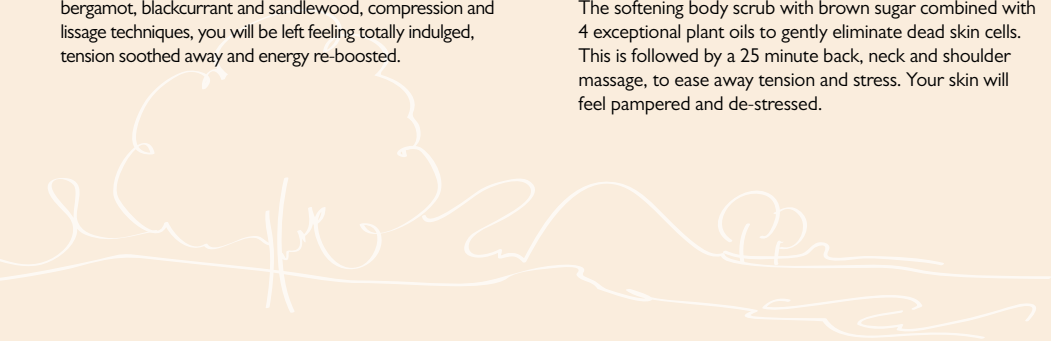 bergamot, blackcurrant and sandlewood, compression and
lissage techniques, you will be left feeling totally indulged,
tension soothed away and energy re-boosted.
The softening body scrub with brown sugar combined with
4 exceptional plant oils to gently eliminate dead skin cells.
This is followed by a 25 minute back, neck and shoulder
massage, to ease away tension and stress. Your skin will
feel pampered and de-stressed.